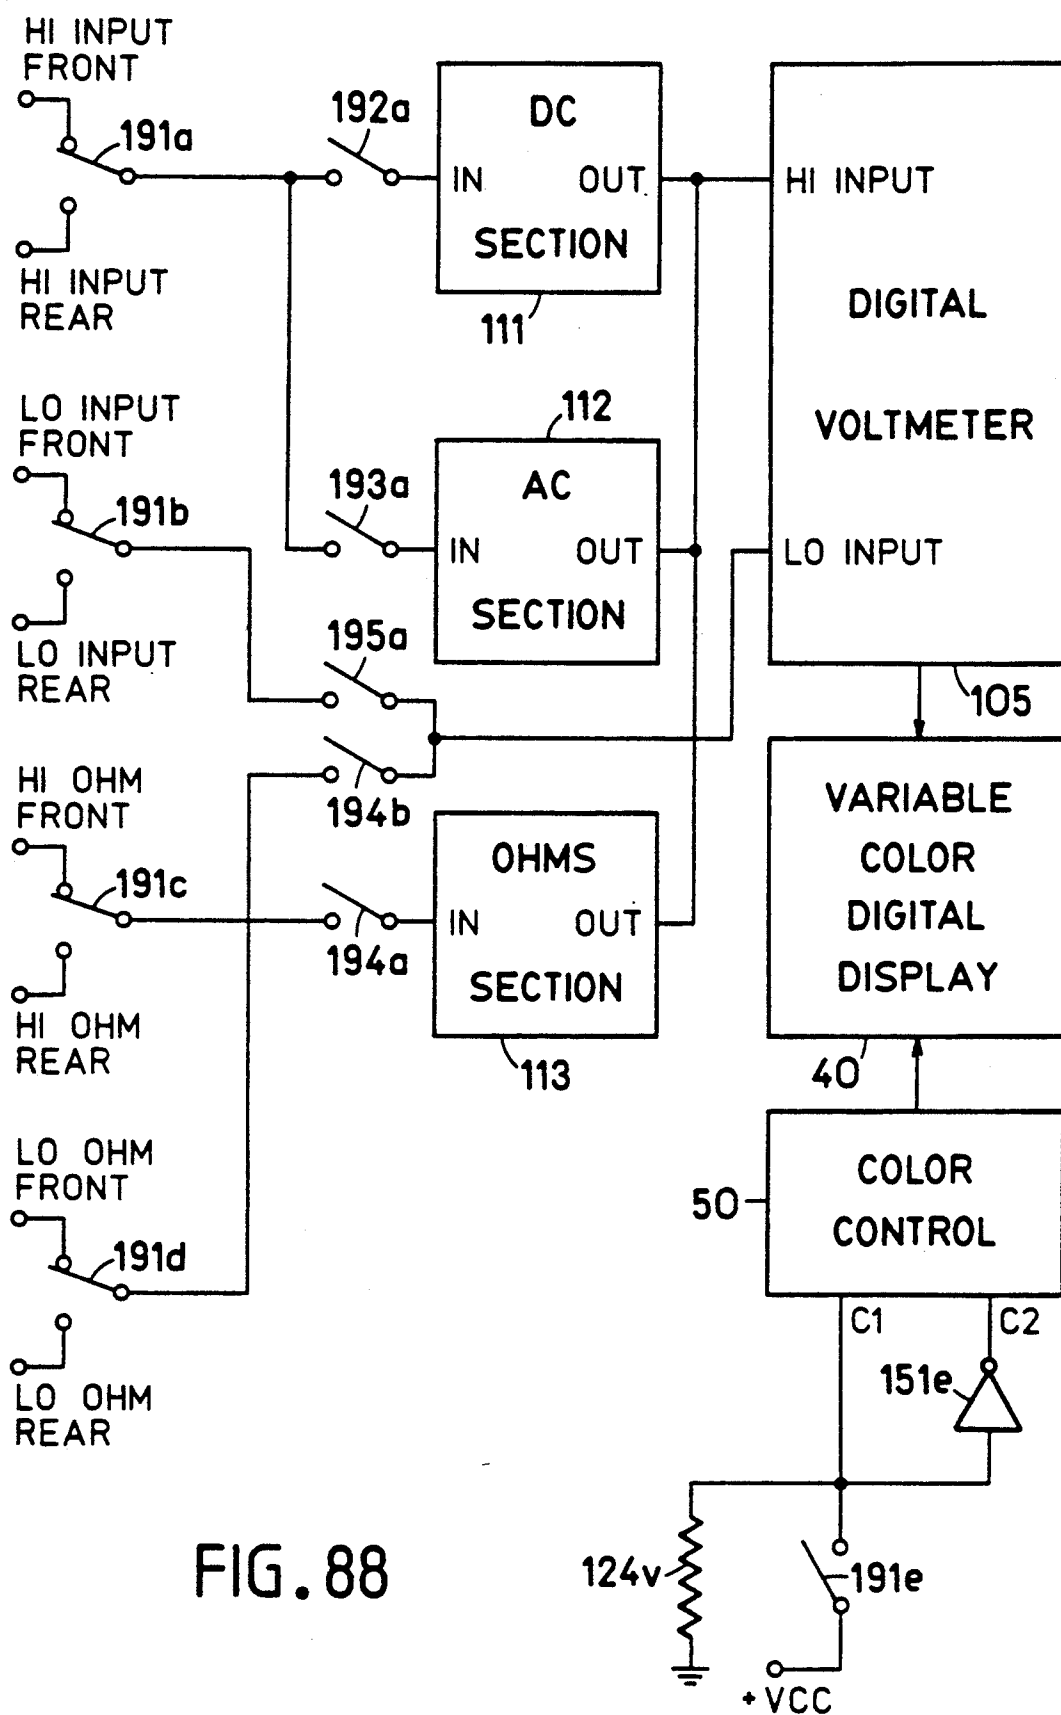 HI INPUT
FRONT
191a
192a
DC
IN OUT
SECTION
111
HI INPUT
REAR
HI INPUT
DIGITAL
VOLTMETER
LO INPUT
105
LO INPUT
FRONT
191b
193a
112
AC
IN OUT
SECTION
LO INPUT
REAR
195a
194b
HI OHM
FRONT
191c
194a
OHMS
IN OUT
SECTION
113
HI OHM
REAR
VARIABLE
COLOR
DIGITAL
DISPLAY
40
LO OHM
FRONT
191d
LO OHM
REAR
50
COLOR
CONTROL
C1 C2
151e
124v
191e
+VCC
FIG. 88